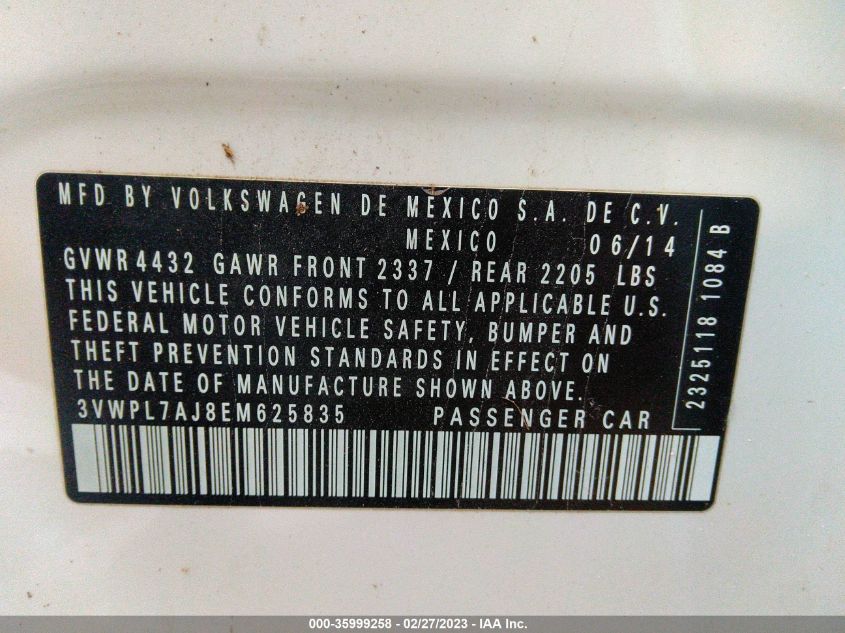 MFD BY VOLKSWAGEN DE MEXICO S.A. DE C.V.
MEXICO 06/14
GVWR 4432 GAWR FRONT 2337 / REAR 2205 LBS
THIS VEHICLE CONFORMS TO ALL APPLICABLE U.S.
FEDERAL MOTOR VEHICLE SAFETY, BUMPER AND
THEFT PREVENTION STANDARDS IN EFFECT ON
THE DATE OF MANUFACTURE SHOWN ABOVE.
3VWPL7AJ8EM625835 PASSENGER CAR
2325118 1084 B
000-35999258 - 02/27/2023 - IAA Inc.